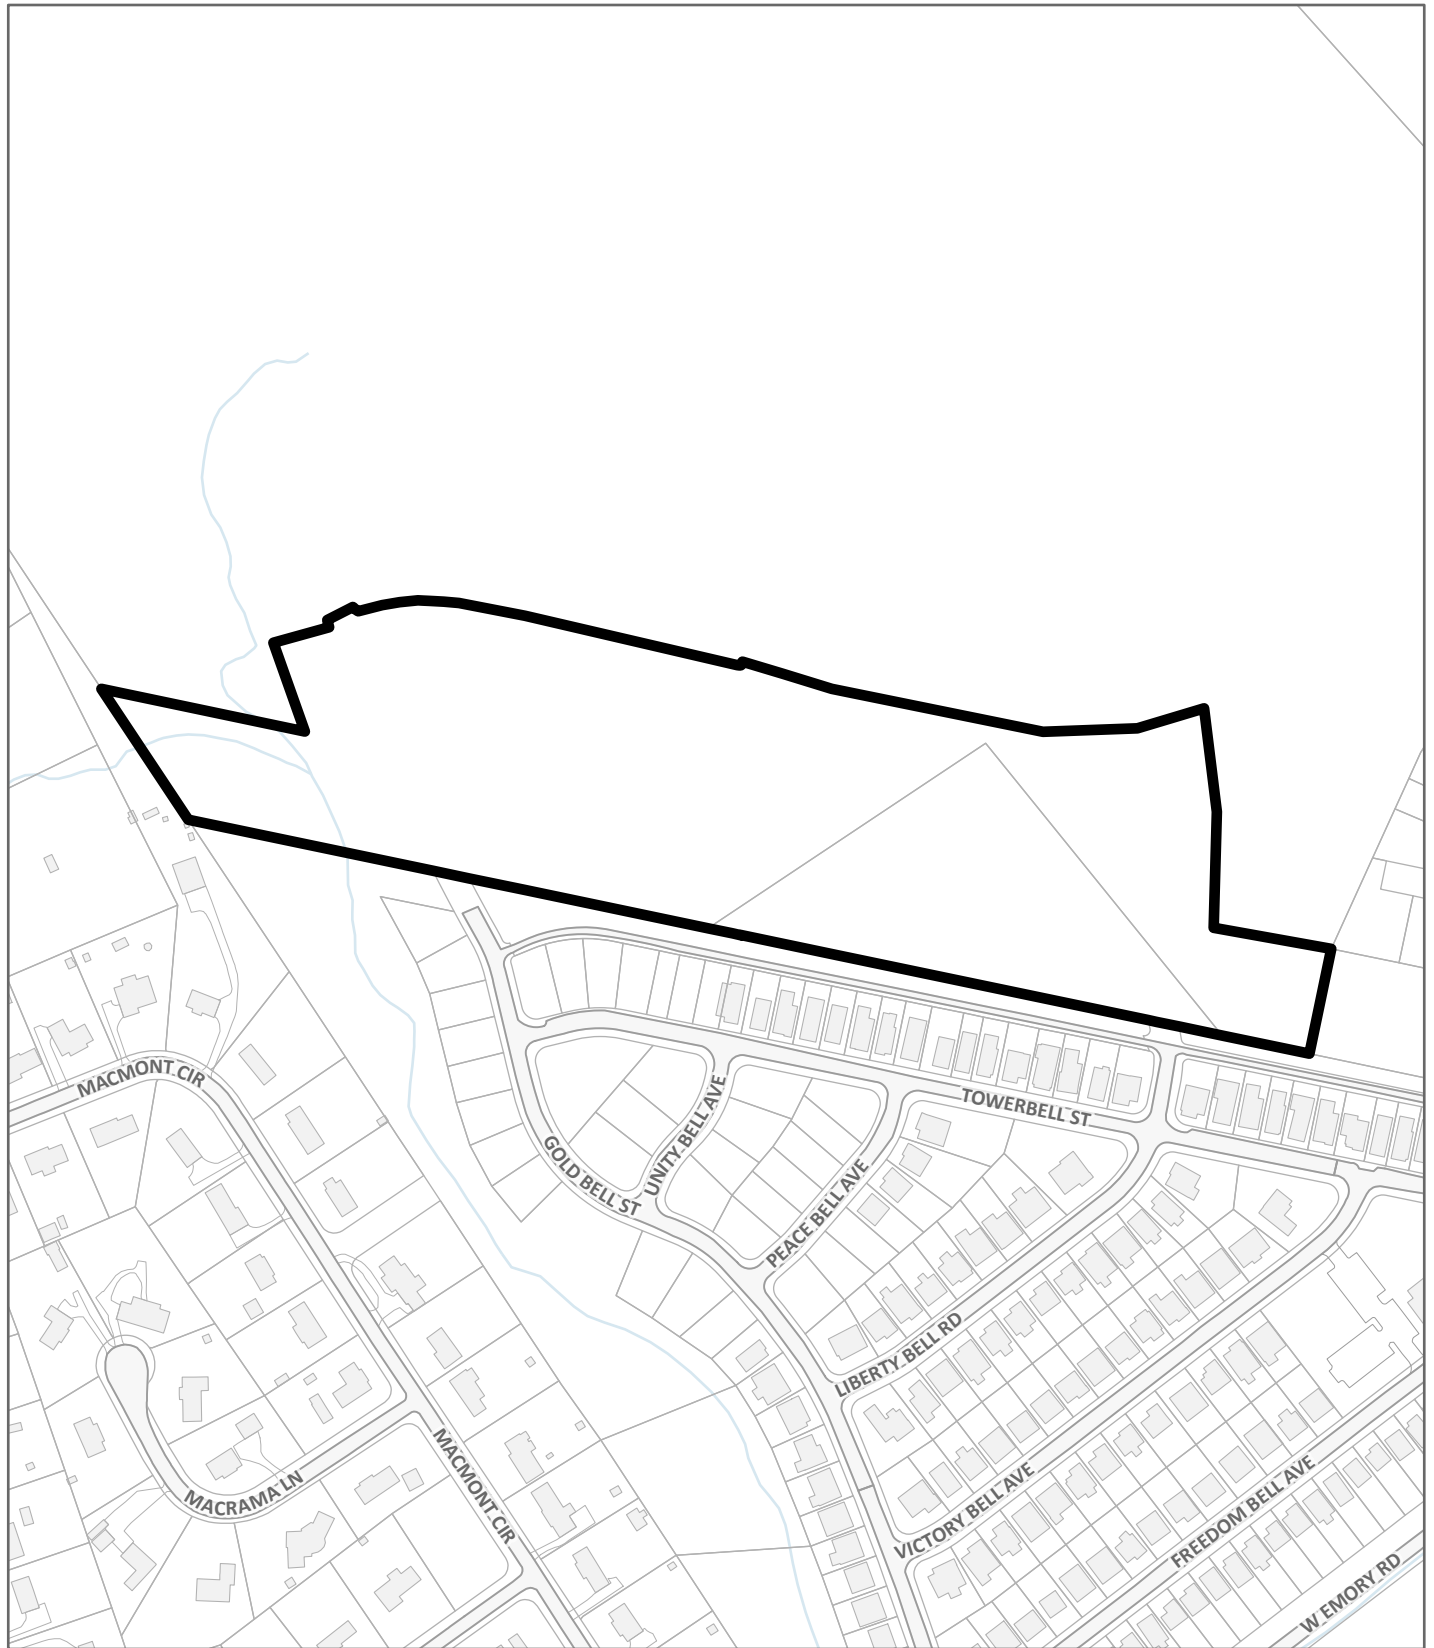 MACMONT CIR
TOWERBELL ST
UNITY BELL AVE
GOLD BELL ST
PEACE BELL AVE
LIBERTY BELL RD
MACRAMA LN
MACMONT CIR
VICTORY BELL AVE
FREEDOM BELL AVE
W EMORY RD